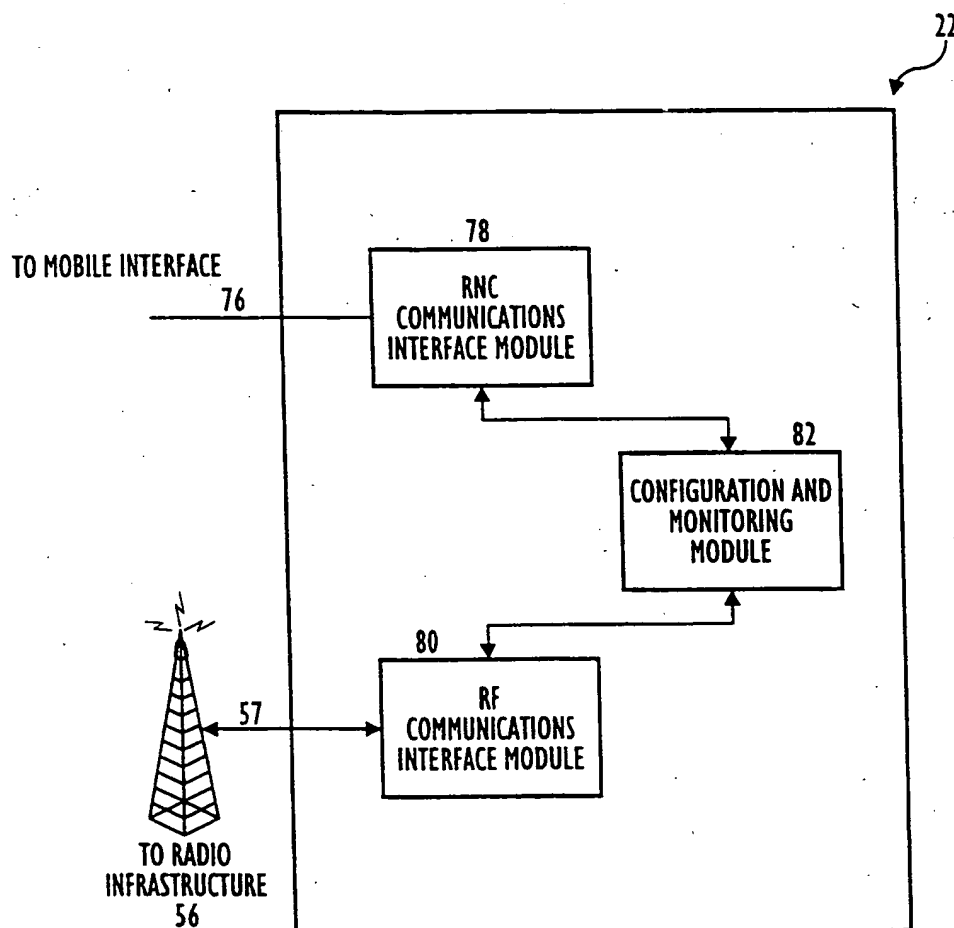 22
78
TO MOBILE INTERFACE
76
RNC
COMMUNICATIONS
INTERFACE MODULE
82
CONFIGURATION AND
MONITORING
MODULE
80
57
RF
COMMUNICATIONS
INTERFACE MODULE
TO RADIO
INFRASTRUCTURE
56